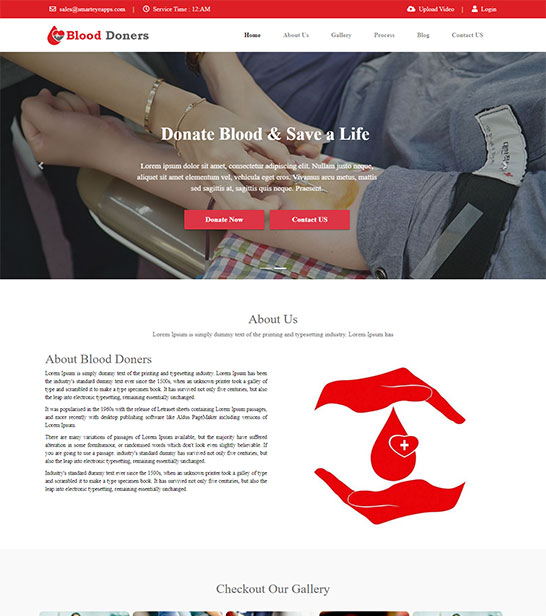 sales@smarteyeapps.com | Service Time : 12:AM
Upload Video | Login
Blood Doners
Home About Us Gallery Process Blog Contact US
Donate Blood & Save a Life
Lorem ipsum dolor sit amet, consectetur adipiscing elit. Nullam justo neque,
aliquet sit amet elementum vel, vehicula eget eros. Vivamus arcu metus, mattis
sed sagittis at, sagittis quis neque. Praesent.
Donate Now Contact US
About Us
Lorem Ipsum is simply dummy text of the printing and typesetting industry. Lorem Ipsum has
About Blood Doners
Lorem Ipsum is simply dummy text of the printing and typesetting industry. Lorem Ipsum has been
the industry's standard dummy text ever since the 1500s, when an unknown printer took a galley of
type and scrambled it to make a type specimen book. It has survived not only five centuries, but also
the leap into electronic typesetting, remaining essentially unchanged.
It was popularised in the 1960s with the release of Letraset sheets containing Lorem Ipsum passages,
and more recently with desktop publishing software like Aldus PageMaker including versions of
Lorem Ipsum.
There are many variations of passages of Lorem Ipsum available, but the majority have suffered
alteration in some form
humor, or randomised words which don't look even slightly believable. If
you are going to use a passage. industry's standard dummy has survived not only five centuries, but
also the leap into electronic typesetting, remaining essentially unchanged.
Industry's standard dummy text ever since the 1500s, when an unknown printer took a galley of type
and scrambled it to make a type specimen book. It has survived not only five centuries, but also the
leap into electronic typesetting, remaining essentially unchanged.
Checkout Our Gallery